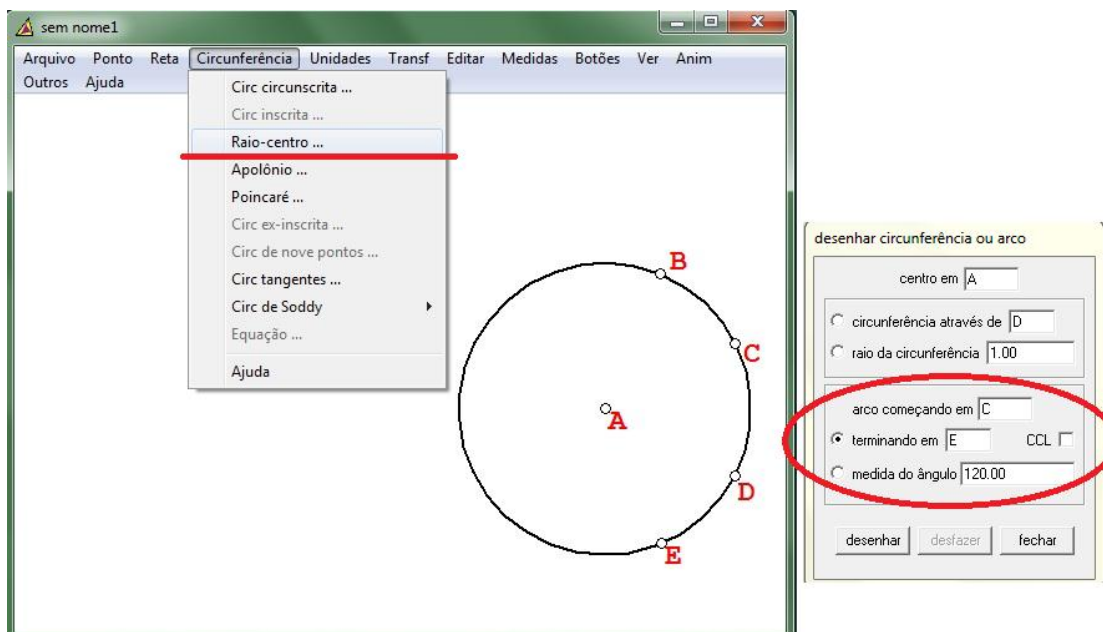 sem nome1
Arquivo Ponto Reta Circunferência Unidades Transf Editar Medidas Botões Ver Anim
Outros Ajuda
Circ circunscrita ...
Circ inscrita ...
Raio-centro ...
Apolônio ...
Poincaré ...
Circ ex-inscrita ...
Circ de nove pontos ...
Circ tangentes ...
Circ de Soddy
Equação ...
Ajuda
B
C
A
D
E
desenhar circunferência ou arco
centro em A
circunferência através de D
raio da circunferência 1.00
arco começando em C
terminando em E CCL
medida do ângulo 120.00
desenhar desfazer fechar